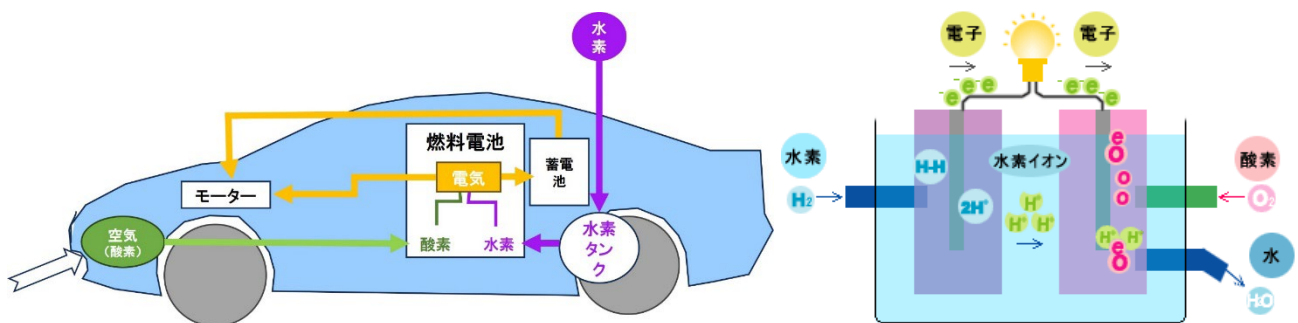 水
素
燃料電池
電気
蓄電
池
モーター
空気
(酸素)
酸素
水素
水素
タン
ク
電子
電子
e
e
e
e
e
e
水素
H₂
H-H
2H⁺
水素イオン
H⁺
H⁺
H⁺
e
O
O
O
H⁺
H⁺
e
O
酸素
O₂
水
H₂O